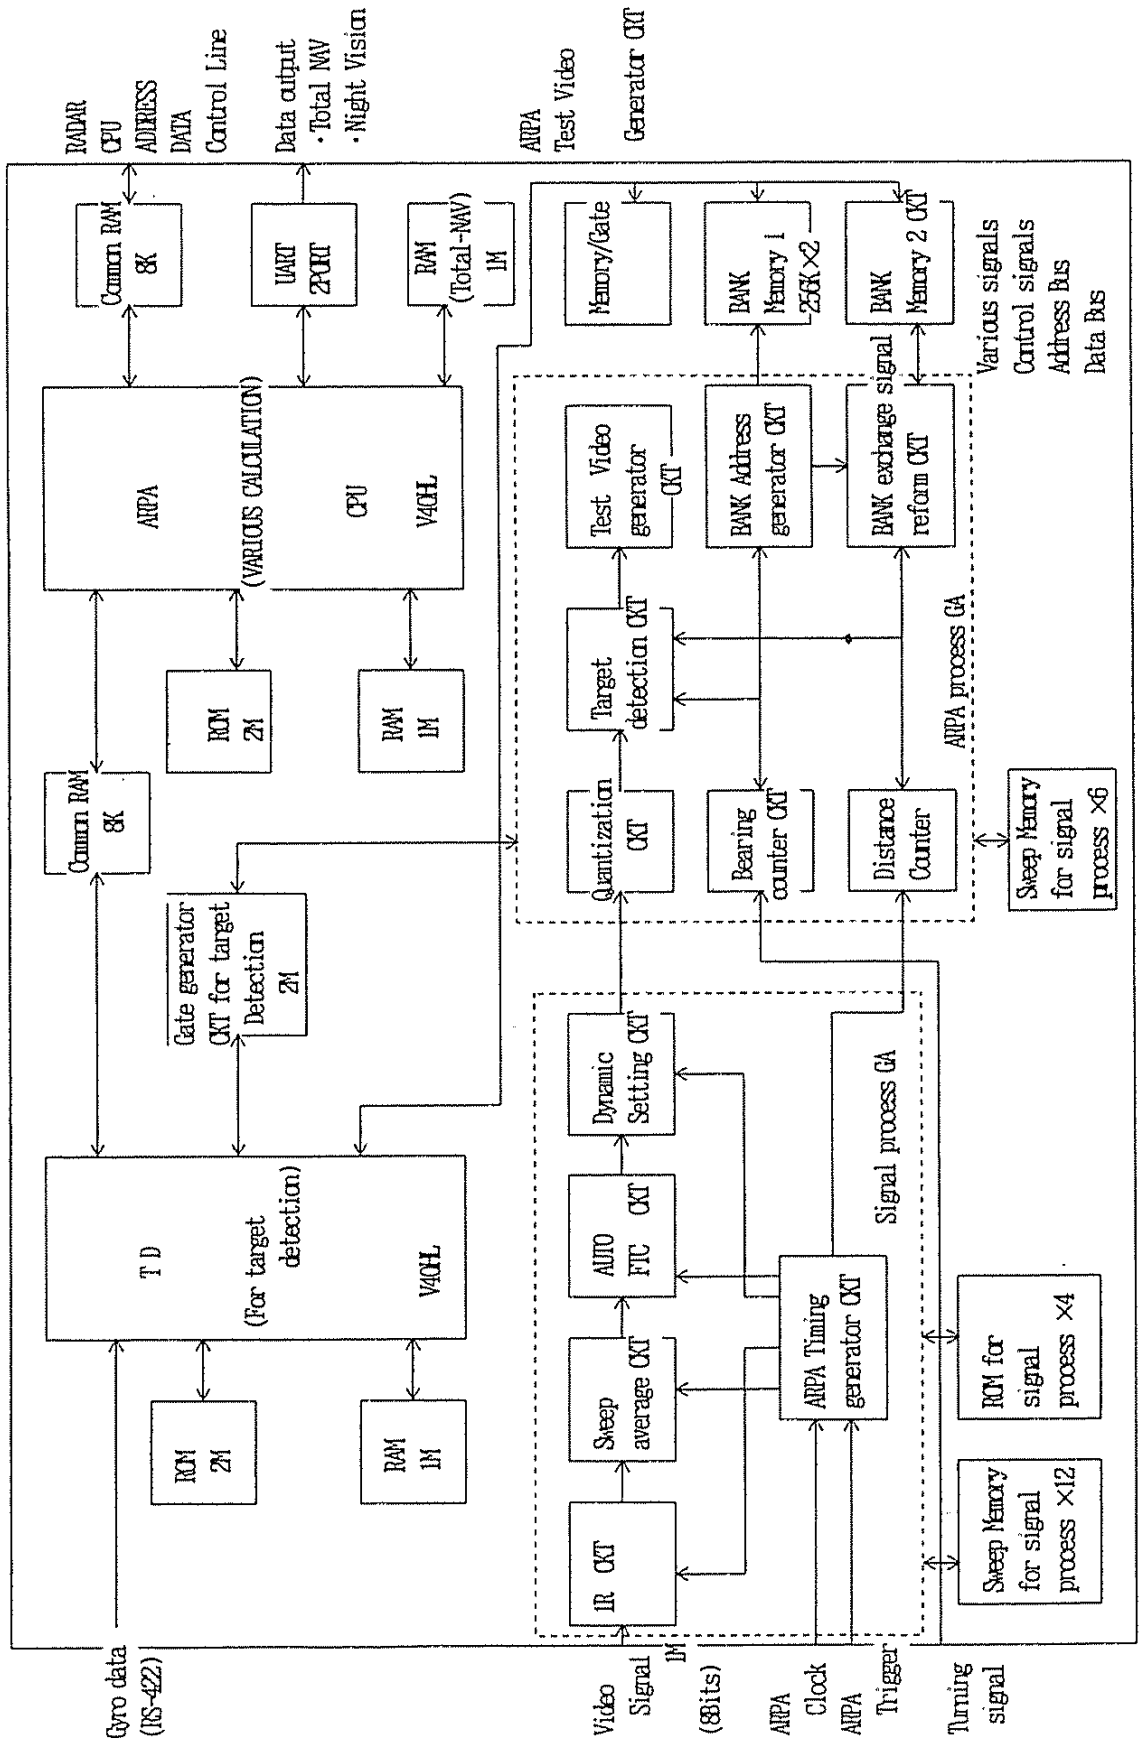 Gyro data
(RS-422)
ROM
2M
RAM
1M
T D
(For target
detection)
V40HL
Common RAM
8K
Gate generator
CKT for target
Detection
2M
ROM
2M
RAM
1M
ARPA
(VARIOUS CALCULATION)
CPU
V40HL
Common RAM
8K
UART
2PORT
RAM
(Total-NAV)
1M
RADAR
CPU
ADDRESS
DATA
Control Line
Data output
・Total NAV
・Night Vision
ARPA
Test Video
Generator CRT
Video
Signal
1M
(8Bits)
ARPA
Clock
ARPA
Trigger
Turning
signal
1R CKT
Sweep
average CKT
AUTO
FTC CKT
Dynamic
Setting CKT
ARPA Timing
generator CKT
Signal process GA
Sweep Memory
for signal
process ×12
ROM for
signal
process ×4
Quantization
CKT
Target
detection CKT
Test Video
generator
CKT
Bearing
counter CKT
BANK Address
generator CKT
Distance
Counter
BANK exchange signal
reform CKT
ARPA process GA
Sweep Memory
for signal
process ×6
Memory/Gate
BANK
Memory 1
256K×2
BANK
Memory 2 CKT
Various signals
Control signals
Address Bus
Data Bus